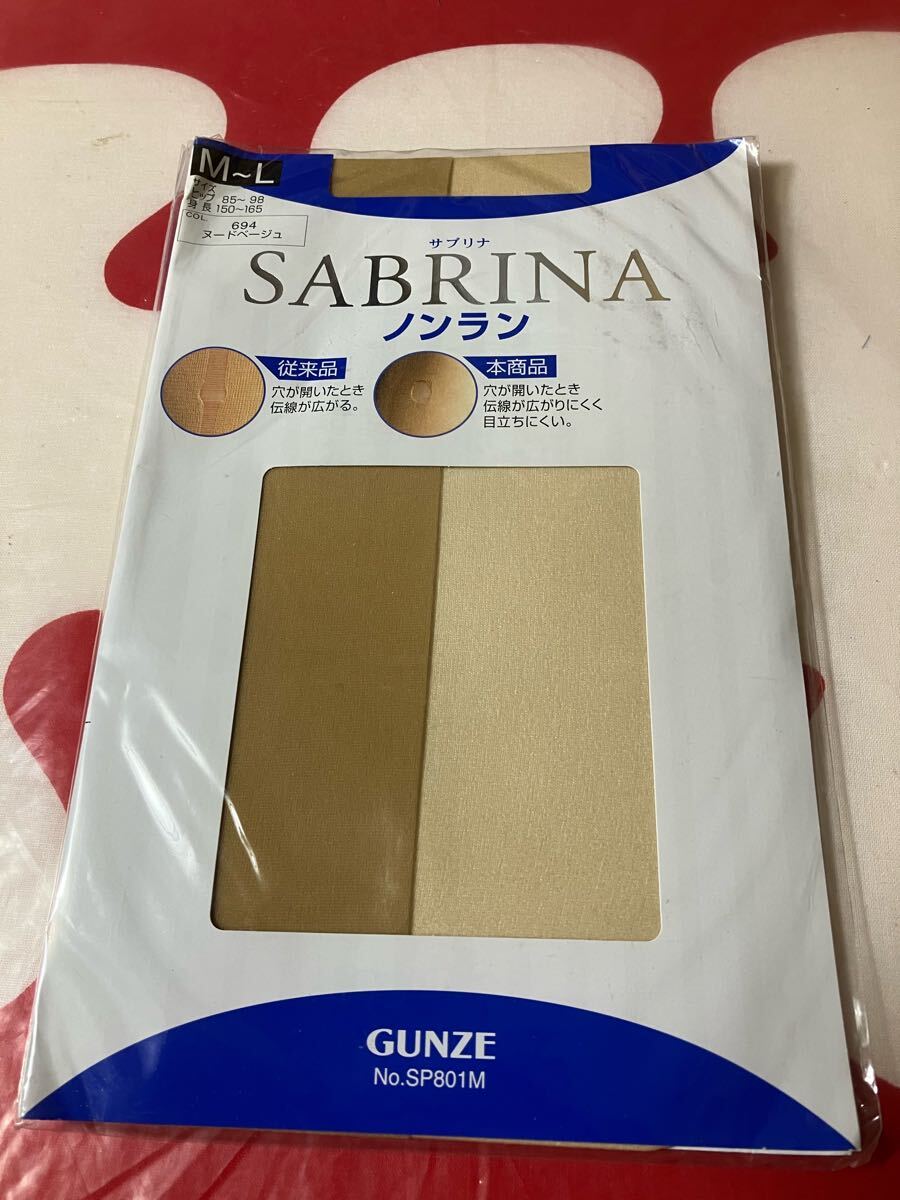 M~L
サイズ
ヒップ 85~98
身長 150~165
COL.
694
ヌードベージュ
サブリナ
SABRINA
ノンラン
従来品
穴が開いたとき
伝線が広がる。
本商品
穴が開いたとき
伝線が広がりにくく
目立ちにくい。
GUNZE
No.SP801M